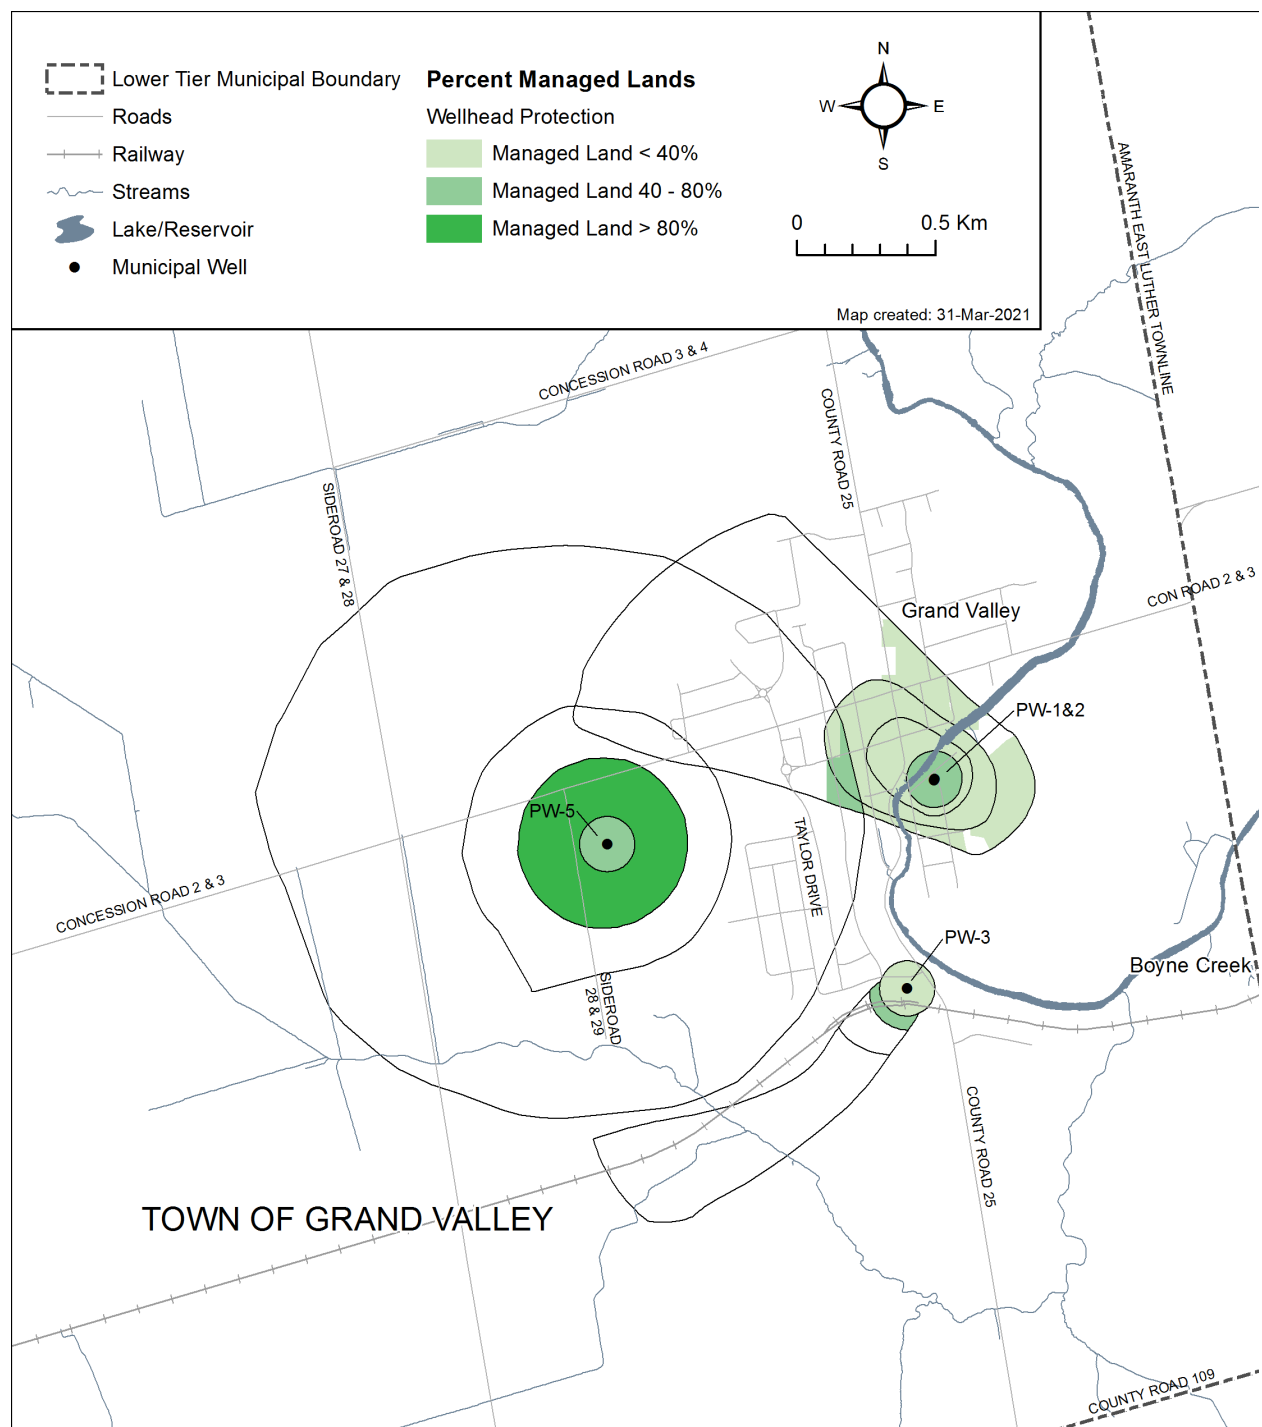 Lower Tier Municipal Boundary
Roads
Railway
Streams
Lake/Reservoir
Municipal Well
Percent Managed Lands
Wellhead Protection
Managed Land < 40%
Managed Land 40 - 80%
Managed Land > 80%
N
W E
S
0 0.5 Km
Map created: 31-Mar-2021
AMARANTH EAST LUTHER TOWNLINE
CONCESSION ROAD 3 & 4
COUNTY ROAD 25
SIDEROAD 27 & 28
CON ROAD 2 & 3
Grand Valley
PW-1&2
PW-5
TAYLOR DRIVE
CONCESSION ROAD 2 & 3
PW-3
Boyne Creek
SIDEROAD
28 & 29
COUNTY ROAD 25
TOWN OF GRAND VALLEY
COUNTY ROAD 109